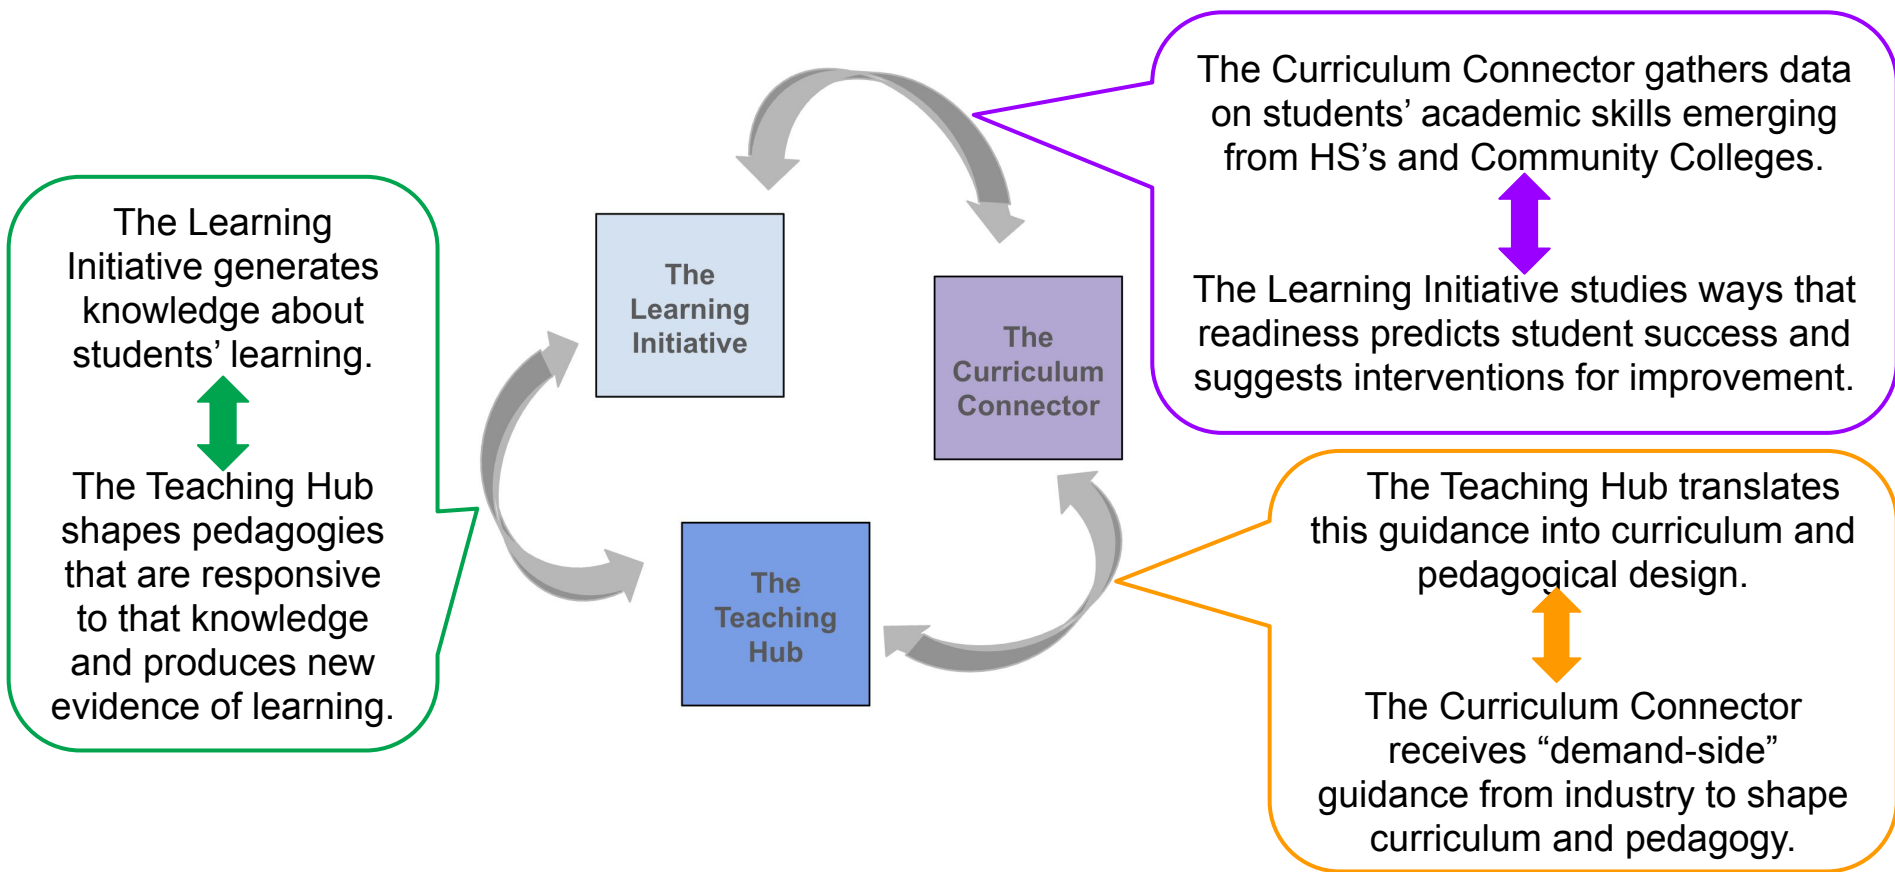 The Learning
Initiative generates
knowledge about
students’ learning.
The Teaching Hub
shapes pedagogies
that are responsive
to that knowledge
and produces new
evidence of learning.
The
Learning
Initiative
The
Curriculum
Connector
The
Teaching
Hub
The Curriculum Connector gathers data
on students’ academic skills emerging
from HS’s and Community Colleges.
The Learning Initiative studies ways that
readiness predicts student success and
suggests interventions for improvement.
The Teaching Hub translates
this guidance into curriculum and
pedagogical design.
The Curriculum Connector
receives “demand-side”
guidance from industry to shape
curriculum and pedagogy.